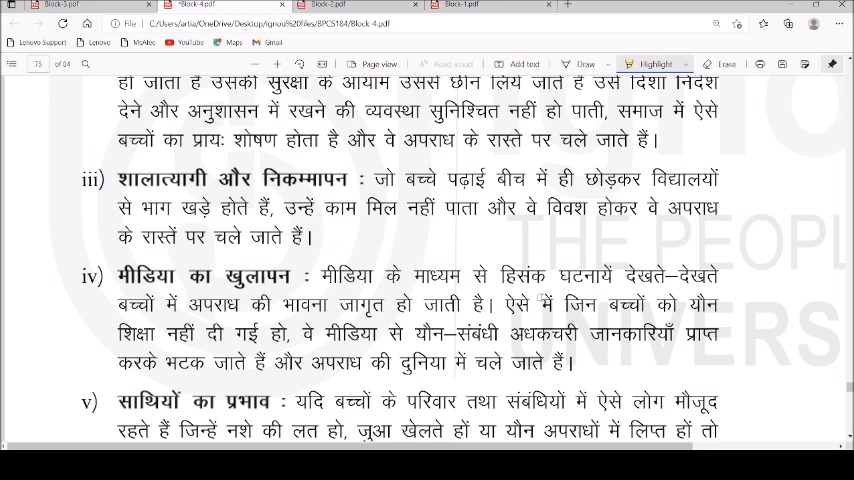 Block-3.pdf
*Block-4.pdf
Block-2.pdf
Block-1.pdf
File C:/Users/artia/OneDrive/Desktop/ignou%20files/BPCS184/Block-4.pdf
Lenovo Support Lenovo McAfee YouTube Maps Gmail
75 of 84 Page view Read aloud Add text Draw Highlight Erase
हो जाता है उसकी सुरक्षा के आयाम उससे छीन लिये जाते हैं उसे दिशा निर्देश
देने और अनुशासन में रखने की व्यवस्था सुनिश्चित नहीं हो पाती, समाज में ऐसे
बच्चों का प्रायः शोषण होता है और वे अपराध के रास्ते पर चले जाते हैं।
iii) शालात्यागी और निकम्मापन : जो बच्चे पढ़ाई बीच में ही छोड़कर विद्यालयों
से भाग खड़े होते हैं, उन्हें काम मिल नहीं पाता और वे विवश होकर वे अपराध
के रास्तें पर चले जाते हैं।
iv) मीडिया का खुलापन : मीडिया के माध्यम से हिसंक घटनायें देखते–देखते
बच्चों में अपराध की भावना जागृत हो जाती है। ऐसे में जिन बच्चों को यौन
शिक्षा नहीं दी गई हो, वे मीडिया से यौन–संबंधी अधकचरी जानकारियाँ प्राप्त
करके भटक जाते हैं और अपराध की दुनिया में चले जाते हैं।
v) साथियों का प्रभाव : यदि बच्चों के परिवार तथा संबंधियों में ऐसे लोग मौजूद
रहते हैं जिन्हें नशे की लत हो, जुआ खेलते हों या यौन अपराधों में लिप्त हों तो
THE PEOPL
UNIVERS